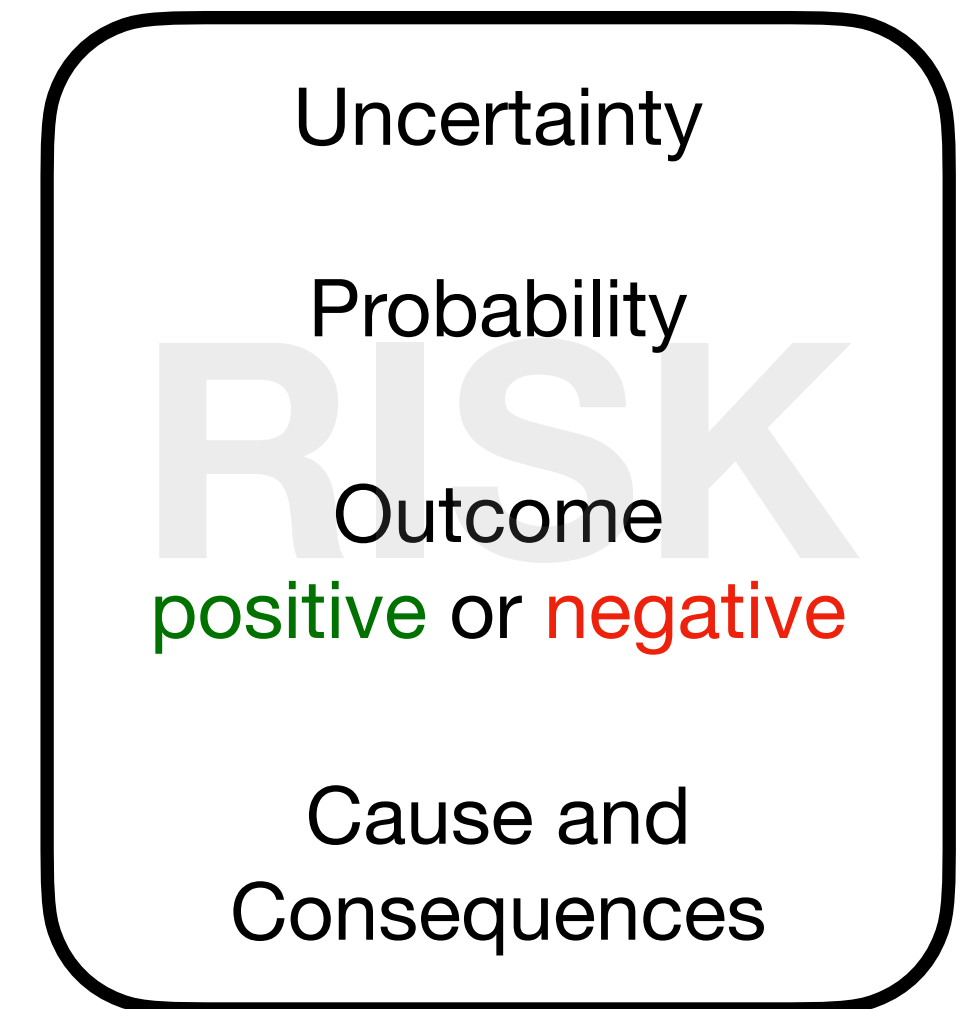 Uncertainty
Probability
RISK
Outcome
positive or negative
Cause and
Consequences